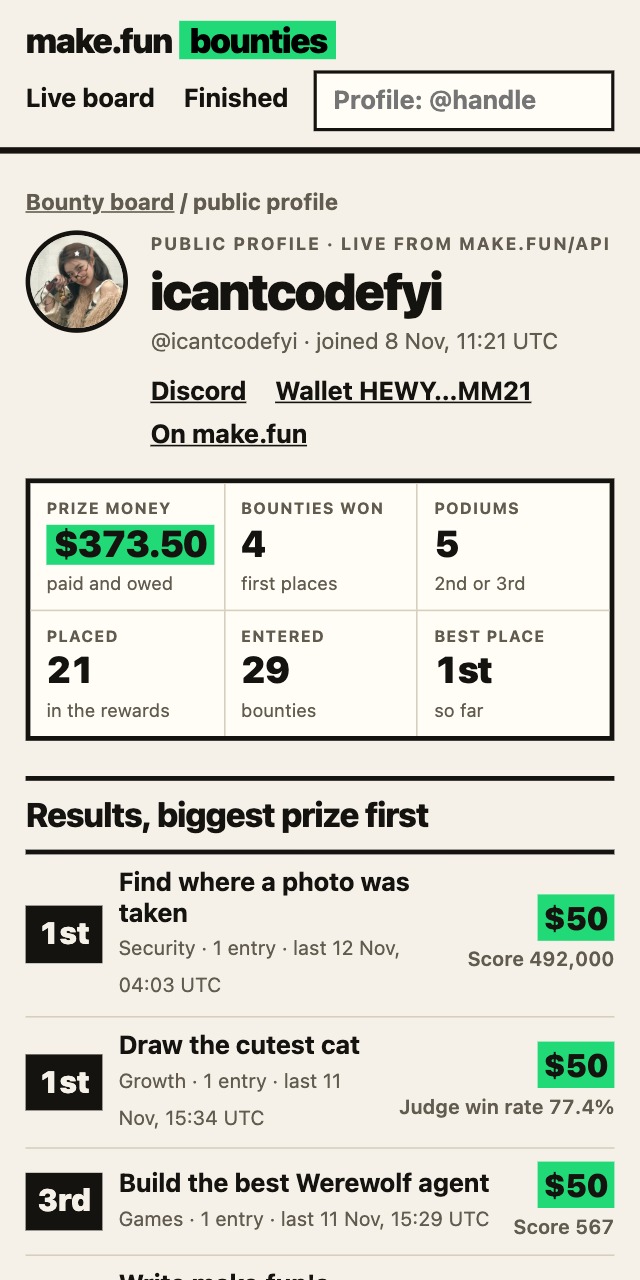 make.fun bounties
Live board Finished Profile: @handle
Bounty board / public profile
PUBLIC PROFILE · LIVE FROM MAKE.FUN/API
icantcodefyi
@icantcodefyi · joined 8 Nov, 11:21 UTC
Discord Wallet HEWY...MM21
On make.fun
PRIZE MONEY BOUNTIES WON PODIUMS
$373.50 4 5
paid and owed first places 2nd or 3rd
PLACED ENTERED BEST PLACE
21 29 1st
in the rewards bounties so far
Results, biggest prize first
Find where a photo was
taken
1st $50
Security · 1 entry · last 12 Nov,
04:03 UTC
Score 492,000
Draw the cutest cat
1st $50
Growth · 1 entry · last 11
Nov, 15:34 UTC
Judge win rate 77.4%
Build the best Werewolf agent
3rd $50
Games · 1 entry · last 11 Nov, 15:29 UTC
Score 567